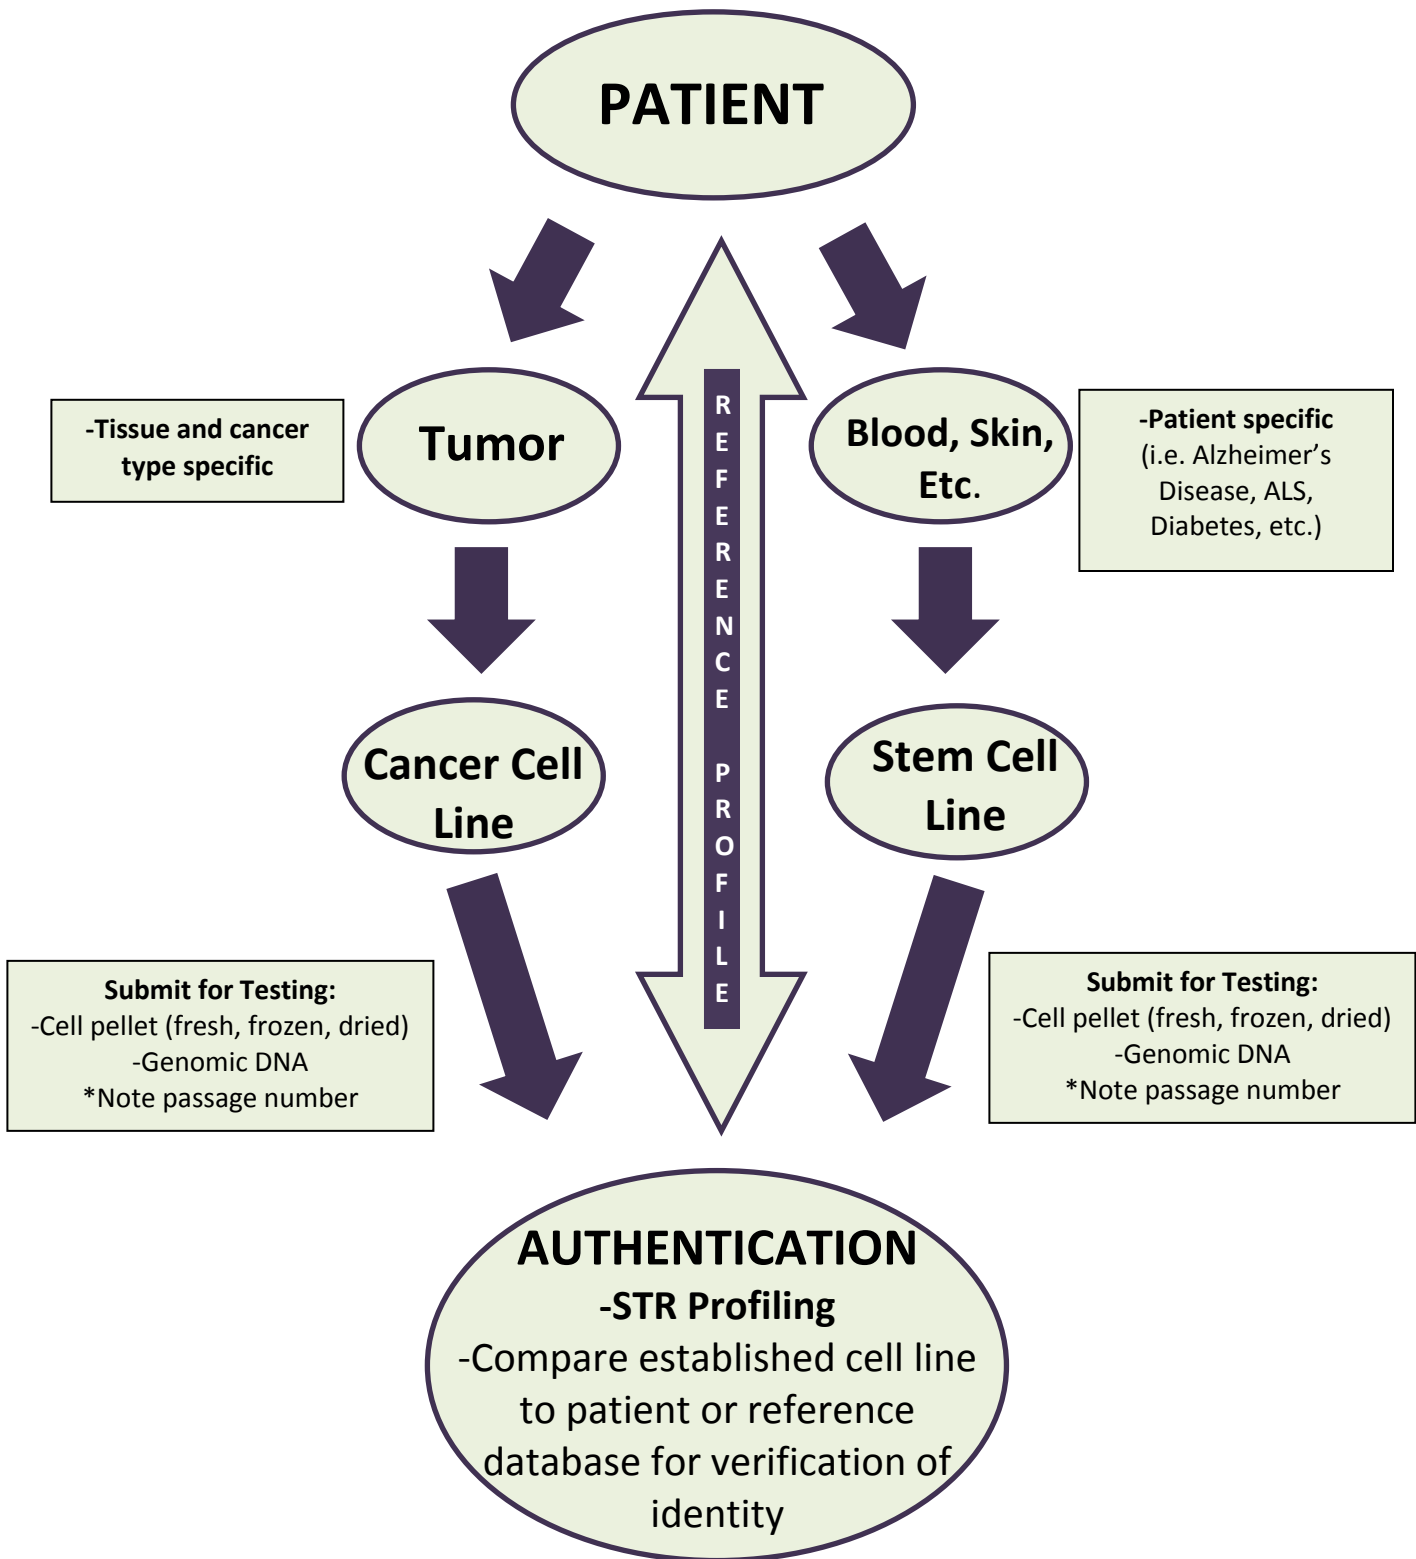 PATIENT
Tumor
-Tissue and cancer
type specific
REFERENCE PROFILE
Blood, Skin,
Etc.
-Patient specific
(i.e. Alzheimer’s
Disease, ALS,
Diabetes, etc.)
Cancer Cell
Line
Stem Cell
Line
Submit for Testing:
-Cell pellet (fresh, frozen, dried)
-Genomic DNA
*Note passage number
Submit for Testing:
-Cell pellet (fresh, frozen, dried)
-Genomic DNA
*Note passage number
AUTHENTICATION
-STR Profiling
-Compare established cell line
to patient or reference
database for verification of
identity